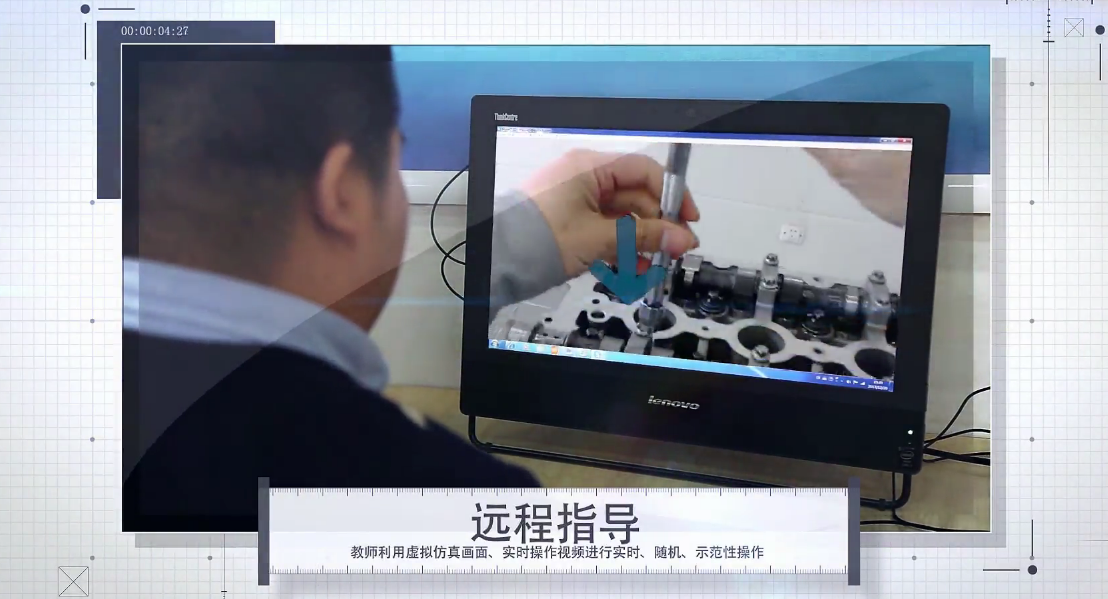 00:00:04:27
ThinkCentre
lenovo
远程指导
教师利用虚拟仿真画面、实时操作视频进行实时、随机、示范性操作